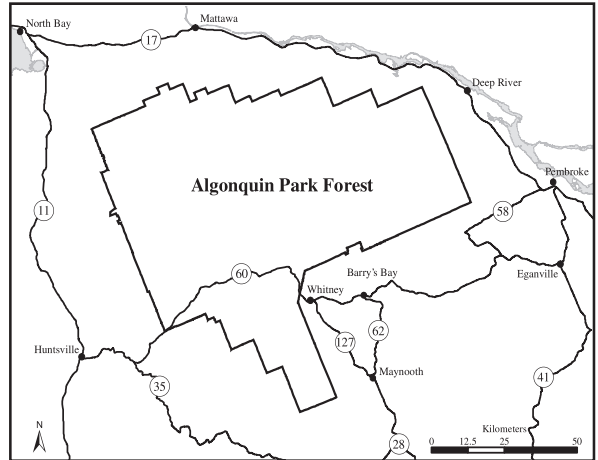 North Bay
Mattawa
17
Deep River
Pembroke
Algonquin Park Forest
58
11
60
Barry's Bay
Whitney
Eganville
127
62
Huntsville
Maynooth
35
41
N
Kilometers
28
0 12.5 25 50